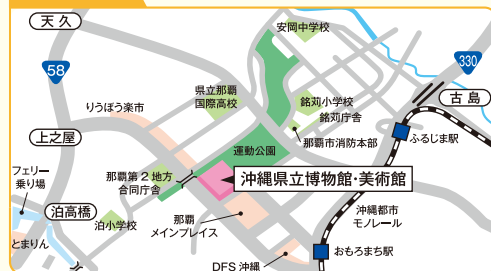 天久
安岡中学校
58
330
県立那覇
国際高校
銘苅小学校
銘苅庁舎
古島
りうぼう楽市
上之屋
ふるじま駅
那覇市消防本部
運動公園
フェリー
乗り場
那覇第2地方
合同庁舎
沖縄県立博物館・美術館
泊高橋
泊小学校
那覇
メインプレイス
沖縄都市
モノレール
とまりん
おもろまち駅
DFS 沖縄